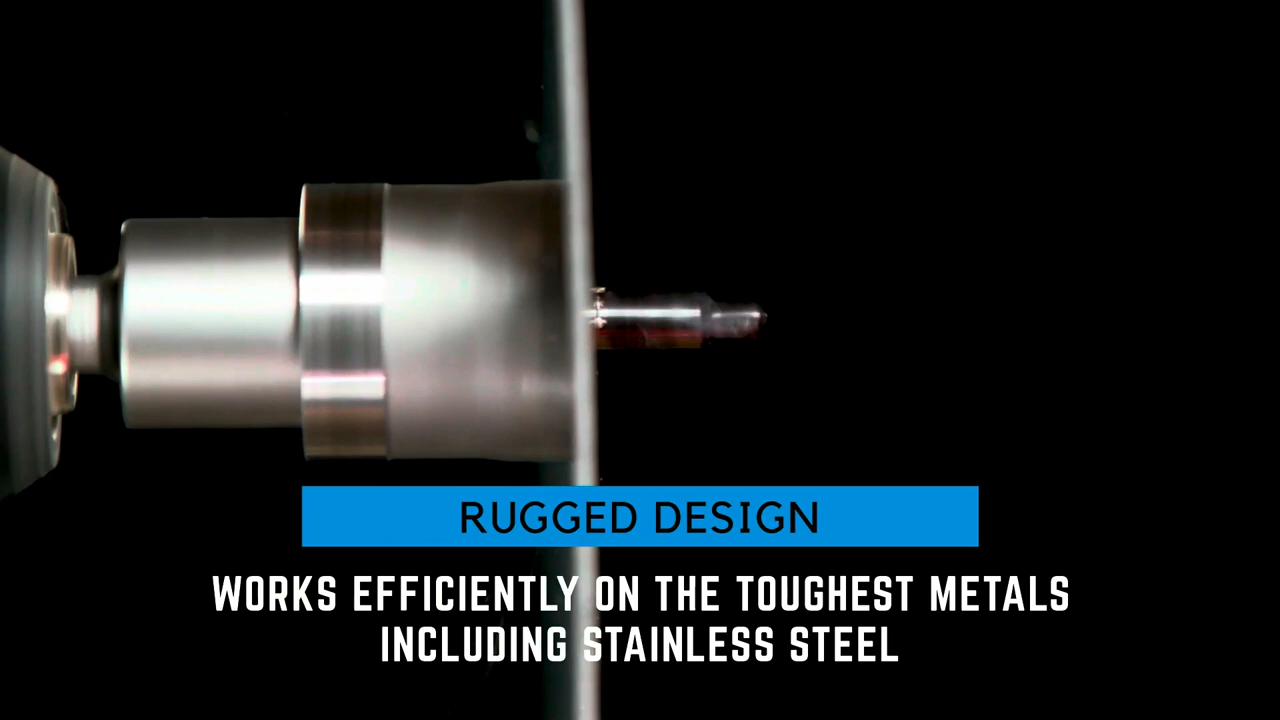 RUGGED DESIGN
WORKS EFFICIENTLY ON THE TOUGHEST METALS
INCLUDING STAINLESS STEEL